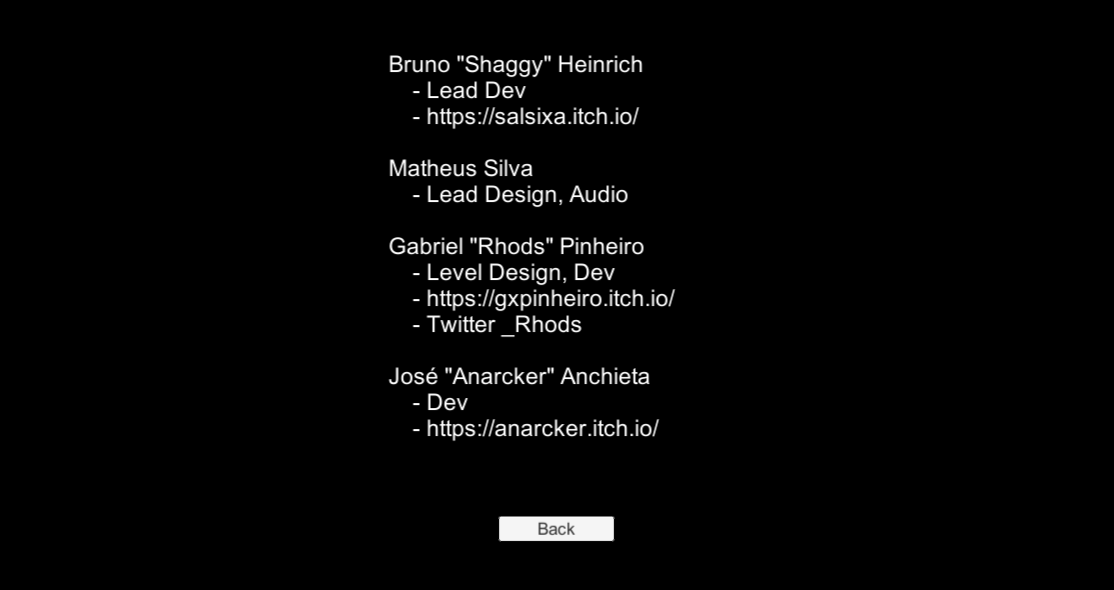 Bruno "Shaggy" Heinrich
- Lead Dev
- https://salsixa.itch.io/
Matheus Silva
- Lead Design, Audio
Gabriel "Rhods" Pinheiro
- Level Design, Dev
- https://gxpinheiro.itch.io/
- Twitter _Rhods
José "Anarcker" Anchieta
- Dev
- https://anarcker.itch.io/
Back